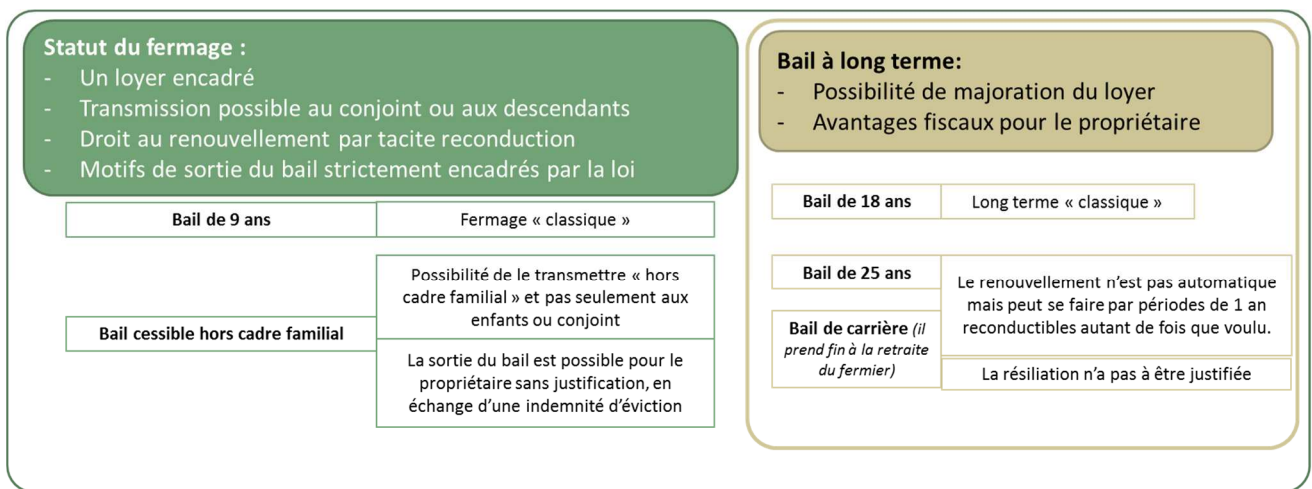 Statut du fermage :
- Un loyer encadré
- Transmission possible au conjoint ou aux descendants
- Droit au renouvellement par tacite reconduction
- Motifs de sortie du bail strictement encadrés par la loi
Bail de 9 ans
Fermage « classique »
Bail cessible hors cadre familial
Possibilité de le transmettre « hors
cadre familial » et pas seulement aux
enfants ou conjoint
La sortie du bail est possible pour le
propriétaire sans justification, en
échange d’une indemnité d’éviction
Bail à long terme:
- Possibilité de majoration du loyer
- Avantages fiscaux pour le propriétaire
Bail de 18 ans
Long terme « classique »
Bail de 25 ans
Bail de carrière (il
prend fin à la retraite
du fermier)
Le renouvellement n’est pas automatique
mais peut se faire par périodes de 1 an
reconductibles autant de fois que voulu.
La résiliation n’a pas à être justifiée